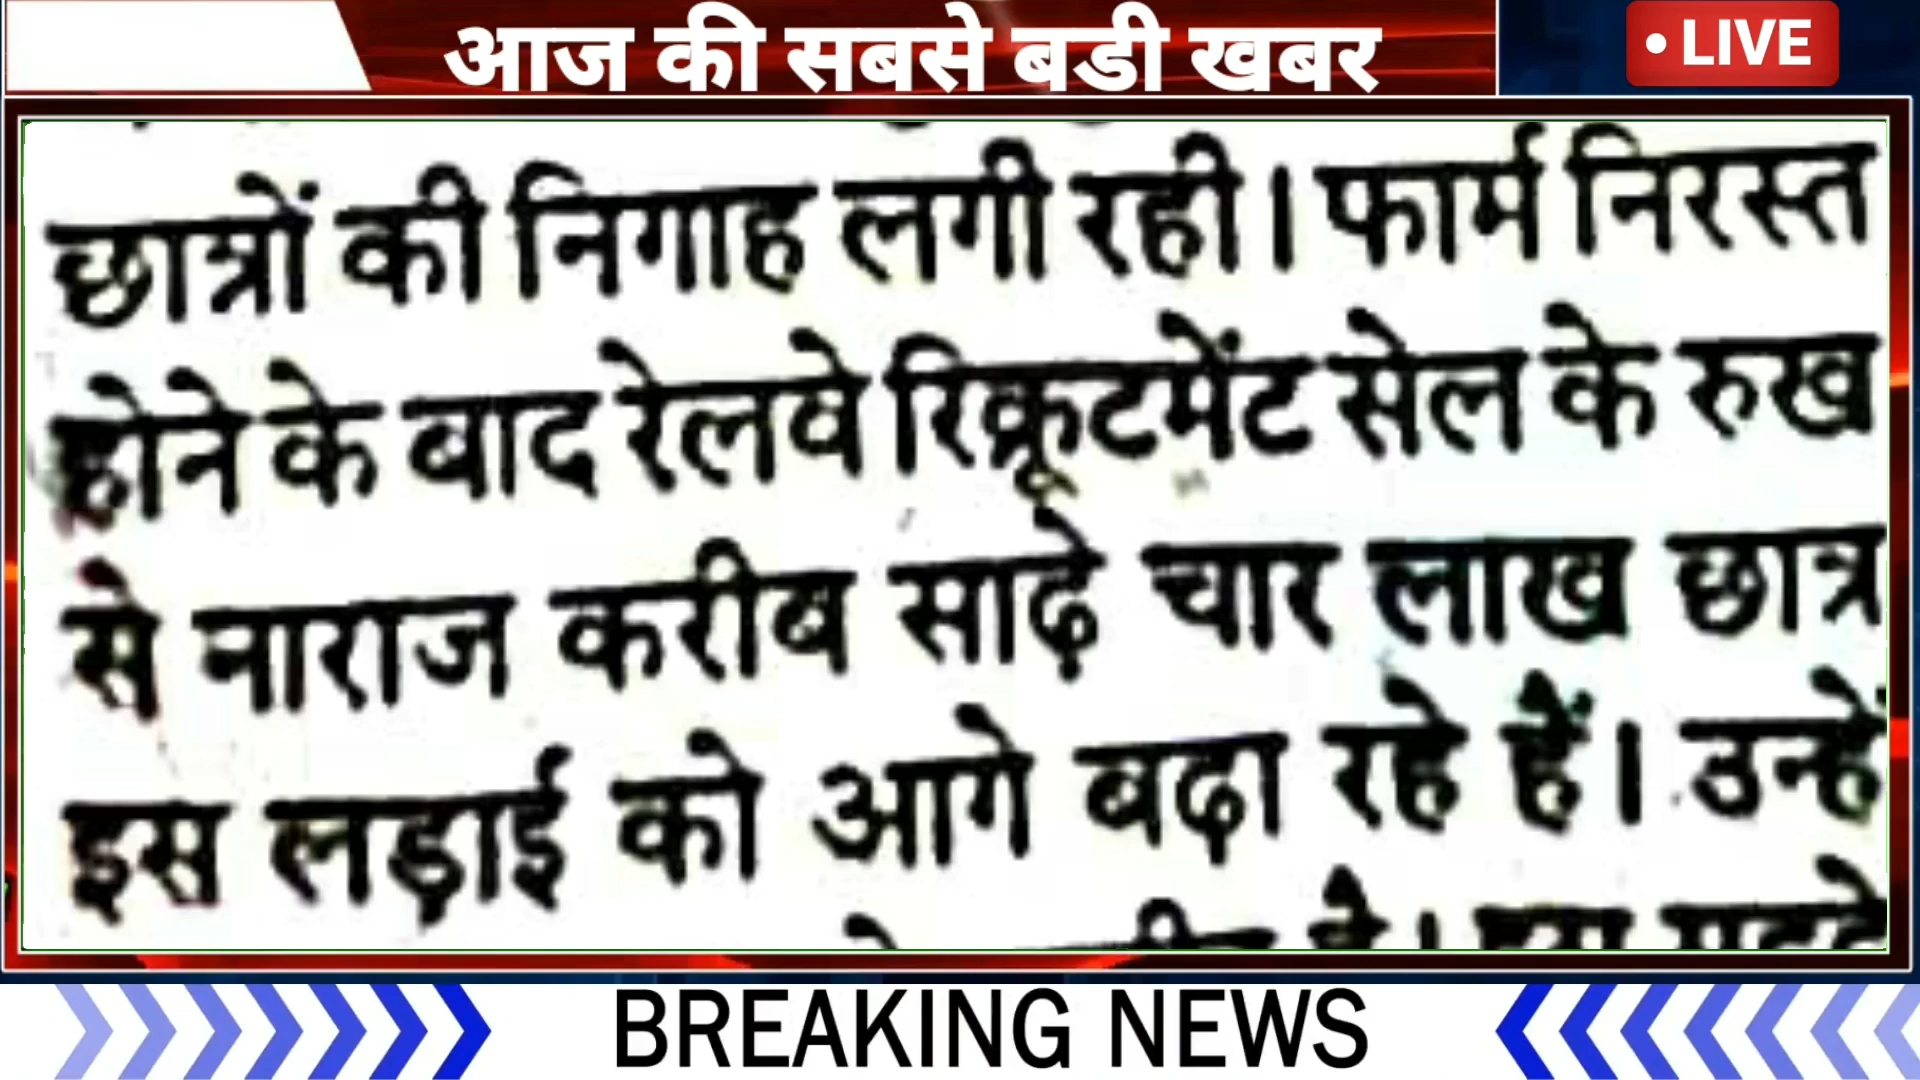 आज की सबसे बडी खबर
• LIVE
छात्रों की निगाह लगी रही। फार्म निरस्त
होने के बाद रेलवे रिक्रूटमेंट सेल के रुख
से नाराज करीब साढ़े चार लाख छात्र
इस लड़ाई को आगे बढ़ा रहे हैं। उन्हें
BREAKING NEWS